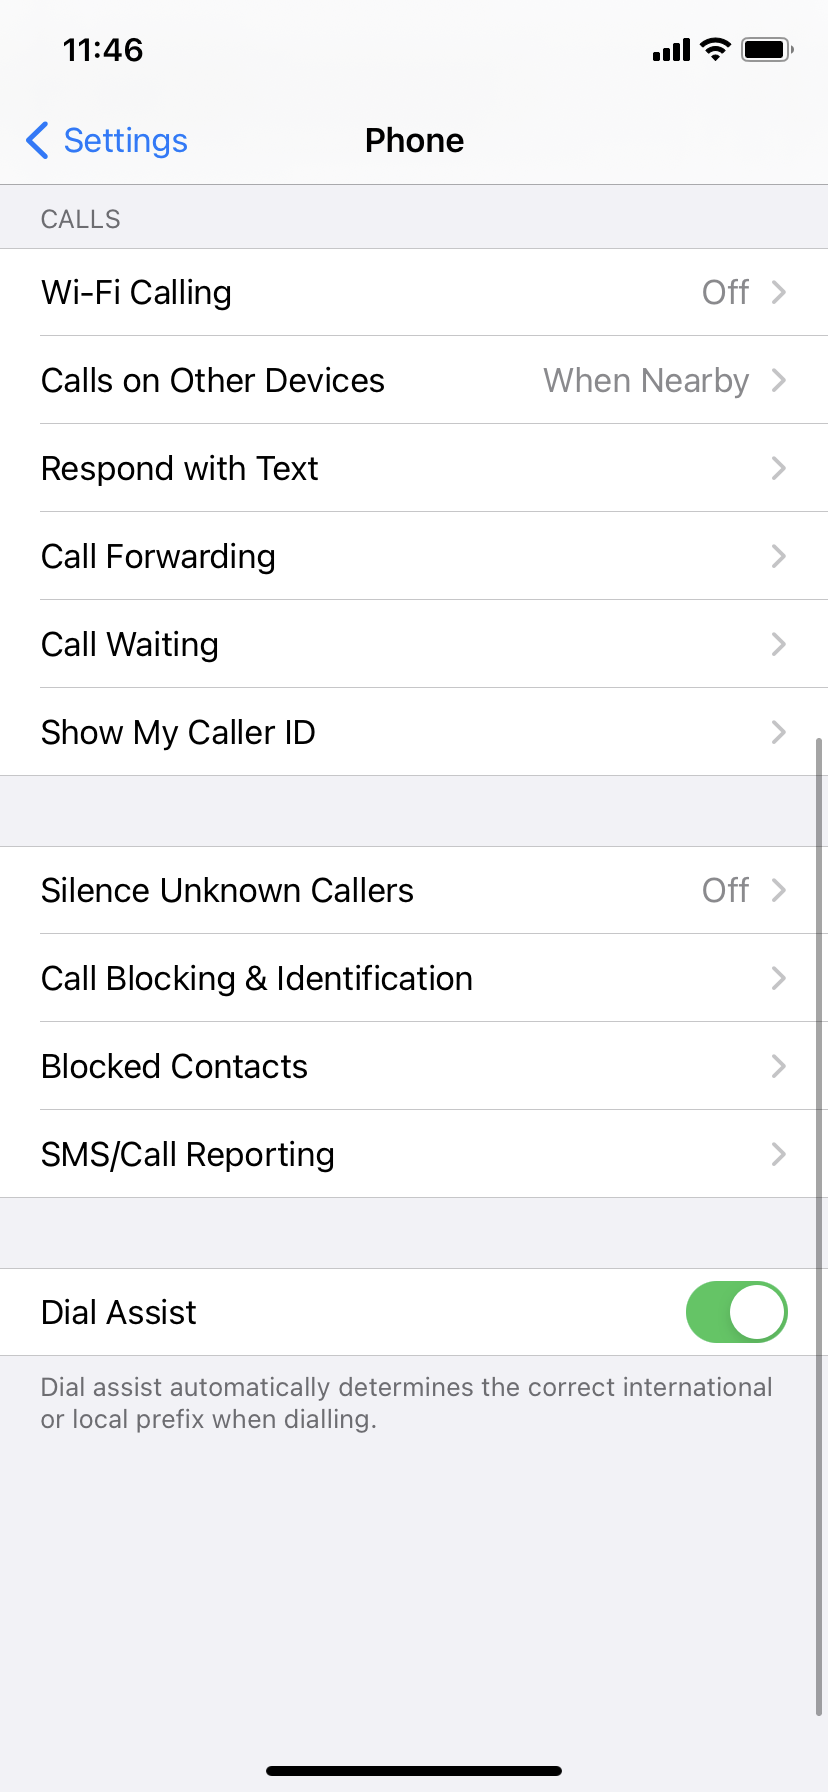 11:46
Settings
Phone
CALLS
Wi-Fi Calling Off
Calls on Other Devices When Nearby
Respond with Text
Call Forwarding
Call Waiting
Show My Caller ID
Silence Unknown Callers Off
Call Blocking & Identification
Blocked Contacts
SMS/Call Reporting
Dial Assist
Dial assist automatically determines the correct international
or local prefix when dialling.